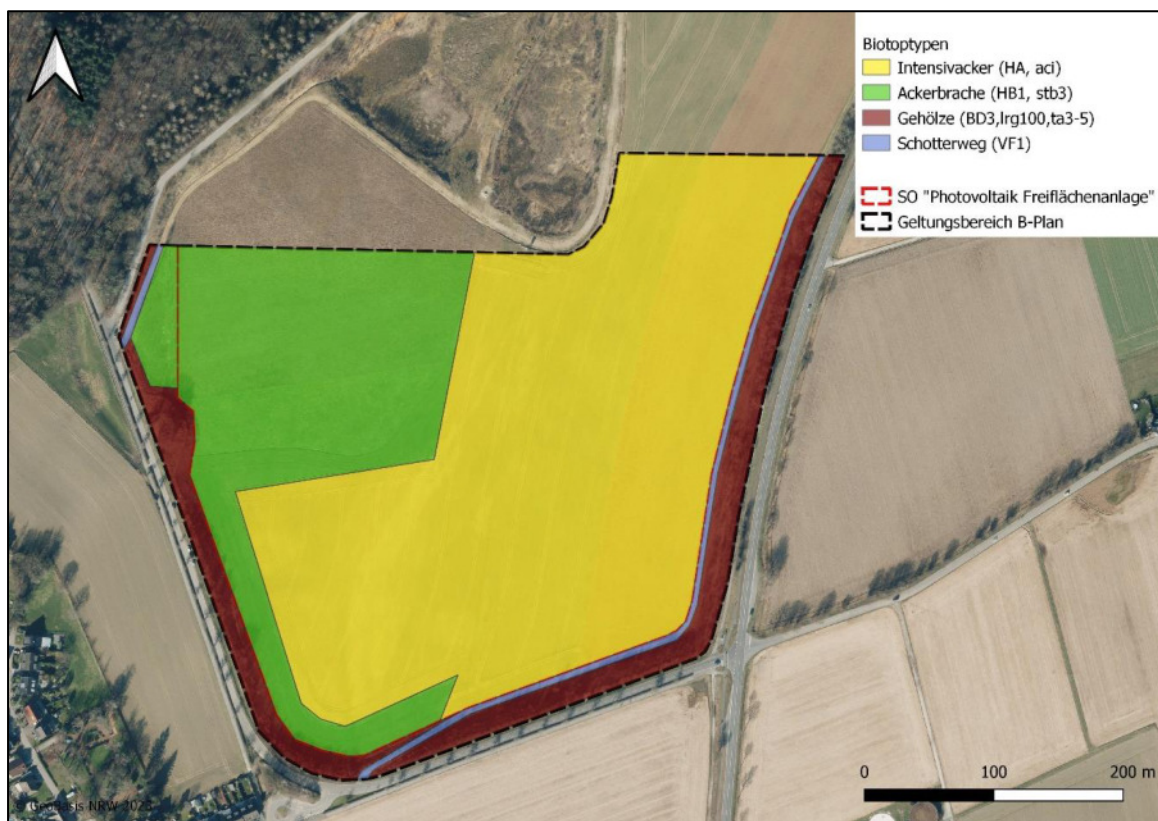 Biotoptypen
Intensivacker (HA, aci)
Ackerbrache (HB1, stb3)
Gehölze (BD3,lrg100,ta3-5)
Schotterweg (VF1)
SO "Photovoltaik Freiflächenanlage"
Geltungsbereich B-Plan
0 100 200 m
© GeoBasis NRW 2023